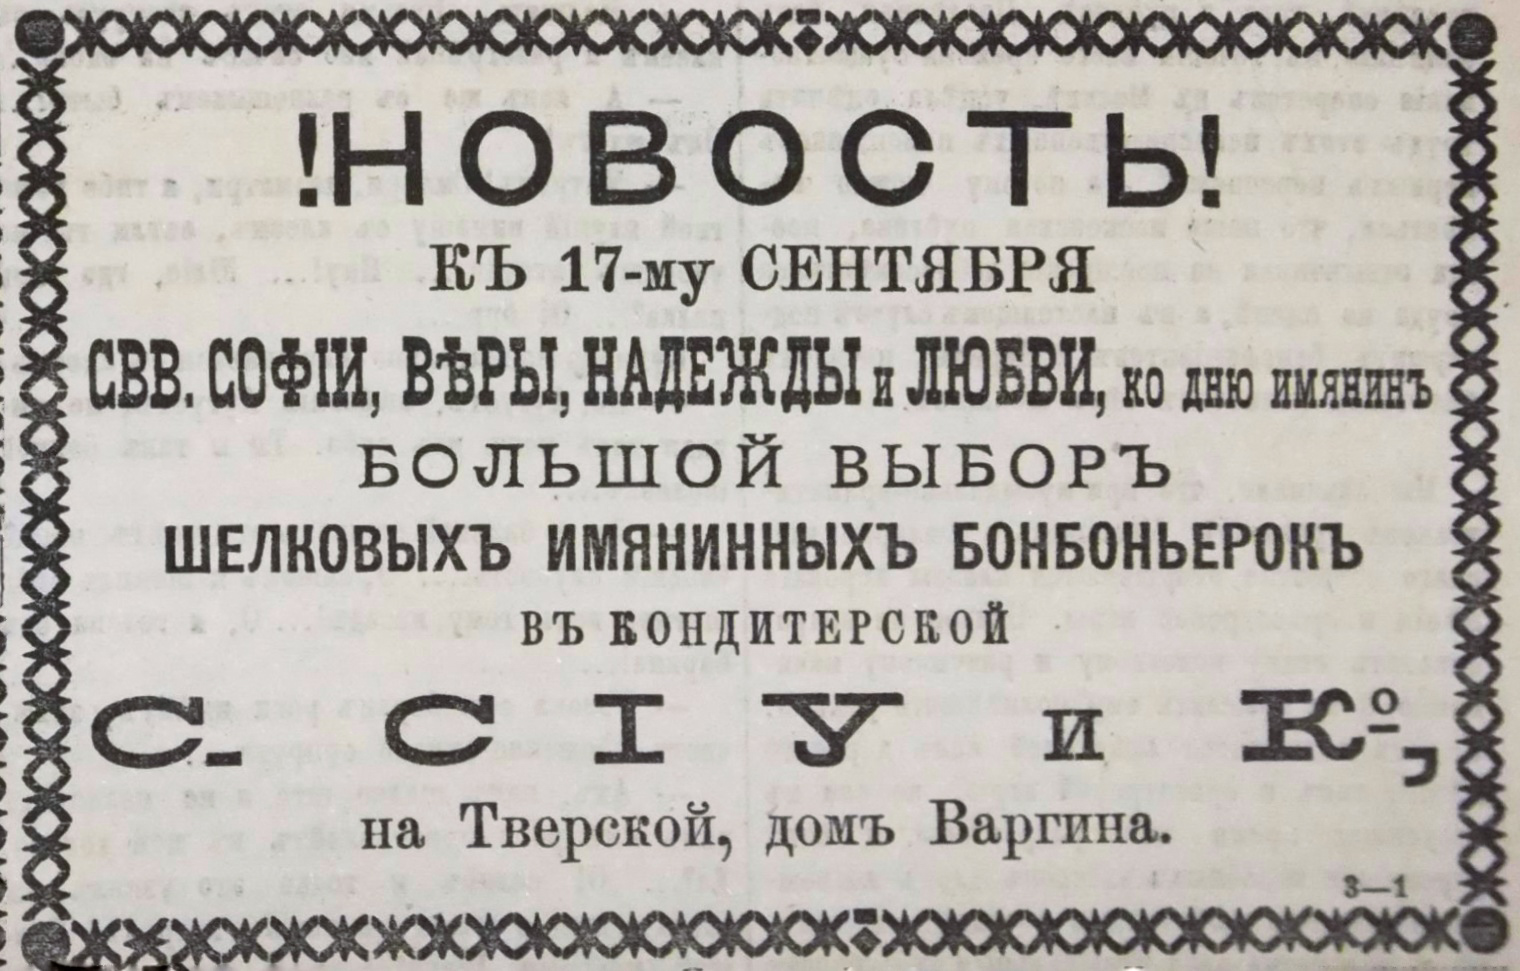 !НОВОСТЬ!
КЪ 17-му СЕНТЯБРЯ
СВВ. СОФІИ, ВѢРЫ, НАДЕЖДЫ и ЛЮБВИ, ко дню имянинъ
БОЛЬШОЙ ВЫБОРЪ
ШЕЛКОВЫХЪ ИМЯНИННЫХЪ БОНБОНЬЕРОКЪ
ВЪ КОНДИТЕРСКОЙ
С. СІУ и Кº,
на Тверской, домъ Варгина.
3—1